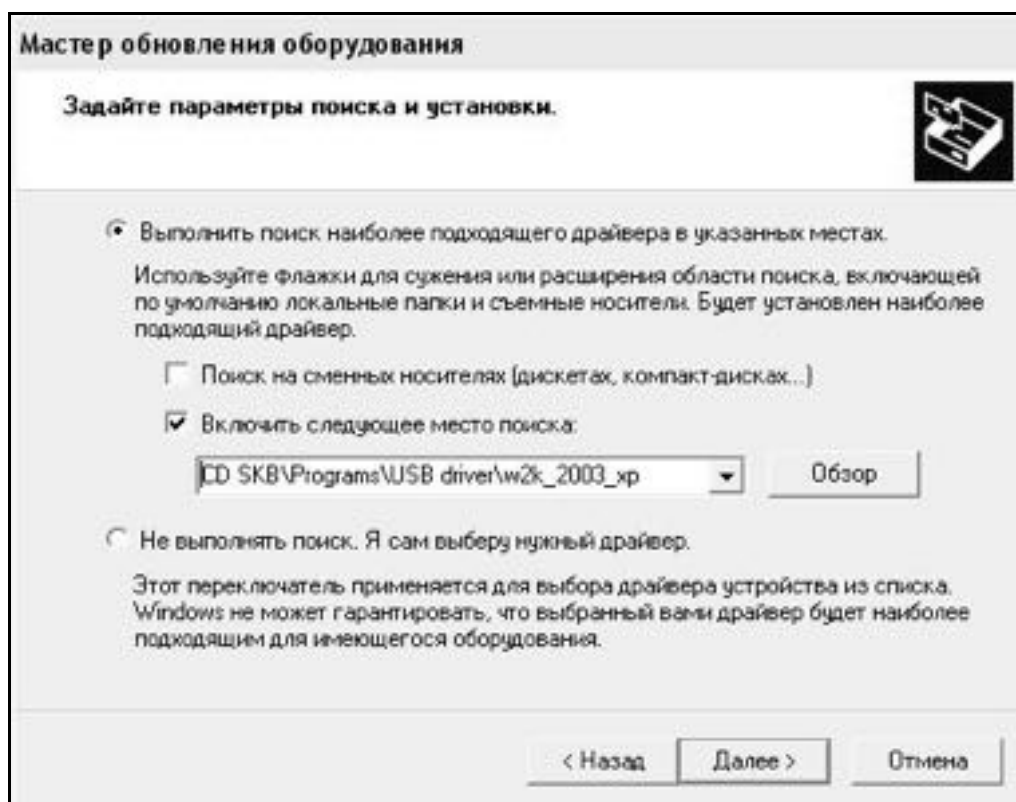 Мастер обновления оборудования
Задайте параметры поиска и установки.
Выполнить поиск наиболее подходящего драйвера в указанных местах.
Используйте флажки для сужения или расширения области поиска, включающей
по умолчанию локальные папки и съемные носители. Будет установлен наиболее
подходящий драйвер.
Поиск на сменных носителях (дискетах, компакт-дисках...)
Включить следующее место поиска:
CD SKB\Programs\USB driver\w2k_2003_xp
Обзор
Не выполнять поиск. Я сам выберу нужный драйвер.
Этот переключатель применяется для выбора драйвера устройства из списка.
Windows не может гарантировать, что выбранный вами драйвер будет наиболее
подходящим для имеющегося оборудования.
< Назад Далее > Отмена